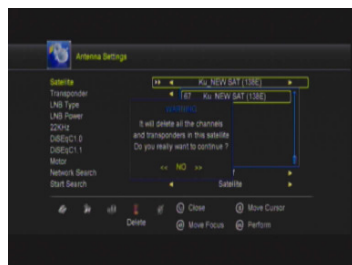 Antenna Settings
Satellite
Ku_NEW SAT (138E)
Transponder
67 Ku_NEW SAT (138E)
LNB Type
LNB Power
22KHz
DiSEqC1.0
DiSEqC1.1
Motor
Network Search
Start Search
Satellite
WARNING
It will delete all the channels
and transponders in this satellite
Do you really want to continue ?
<< NO >>
Delete
Close
Move Cursor
Move Focus
Perform